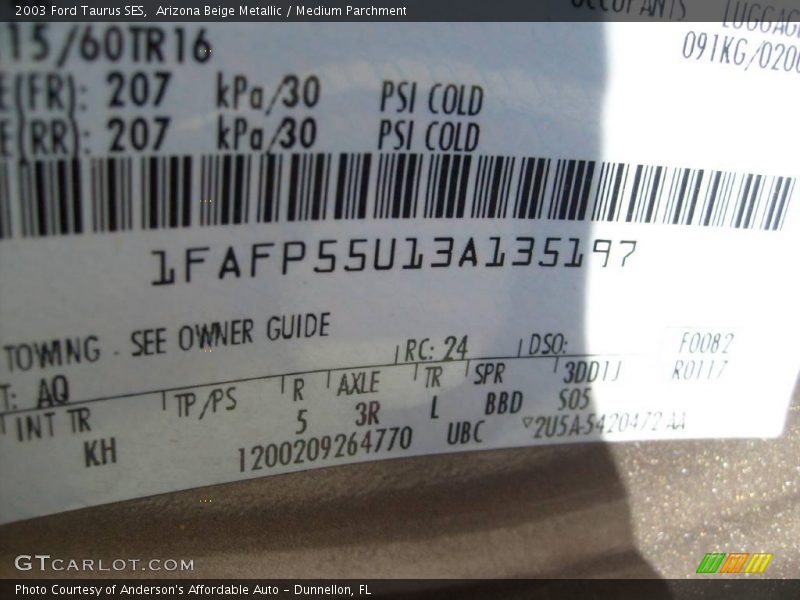 2003 Ford Taurus SES, Arizona Beige Metallic / Medium Parchment
OCCUPANTS LUGGAG
15/60TR16 091KG/020
E(FR): 207 kPa/30 PSI COLD
E(RR): 207 kPa/30 PSI COLD
1FAFP55U13A135197
TOWING - SEE OWNER GUIDE
RC: 24 DSO: F0082
T: AQ R0117
INT TR TP/PS R AXLE TR SPR 3DD1J
KH 5 3R L BBD S05
1200209264770 UBC 2U5A-5420472-AA
GTCARLOT.COM
Photo Courtesy of Anderson's Affordable Auto – Dunnellon, FL